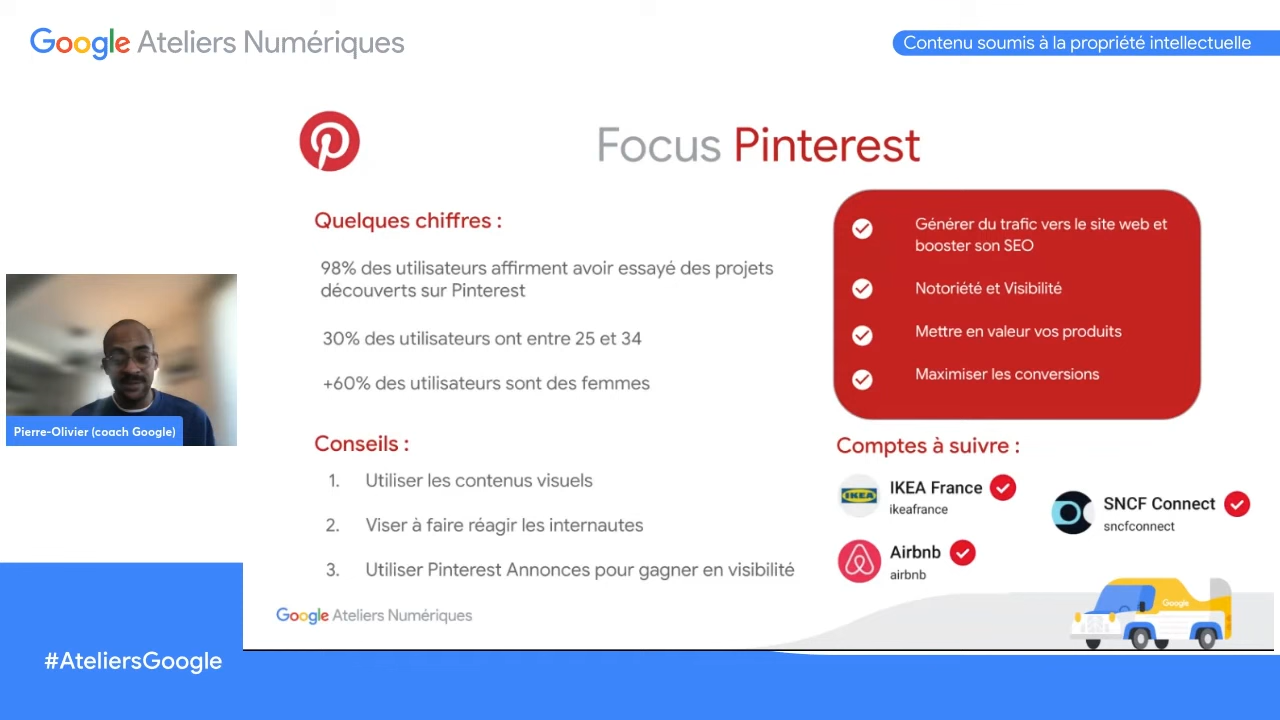 Google Ateliers Numériques
Contenu soumis à la propriété intellectuelle
Focus Pinterest
Quelques chiffres :
98% des utilisateurs affirment avoir essayé des projets
découverts sur Pinterest
30% des utilisateurs ont entre 25 et 34
+60% des utilisateurs sont des femmes
Générer du trafic vers le site web et
booster son SEO
Notoriété et Visibilité
Mettre en valeur vos produits
Maximiser les conversions
Conseils :
1. Utiliser les contenus visuels
2. Viser à faire réagir les internautes
3. Utiliser Pinterest Annonces pour gagner en visibilité
Comptes à suivre :
IKEA
IKEA France
ikeafrance
SNCF Connect
sncfconnect
Airbnb
airbnb
Google
Google Ateliers Numériques
Pierre-Olivier (coach Google)
#AteliersGoogle